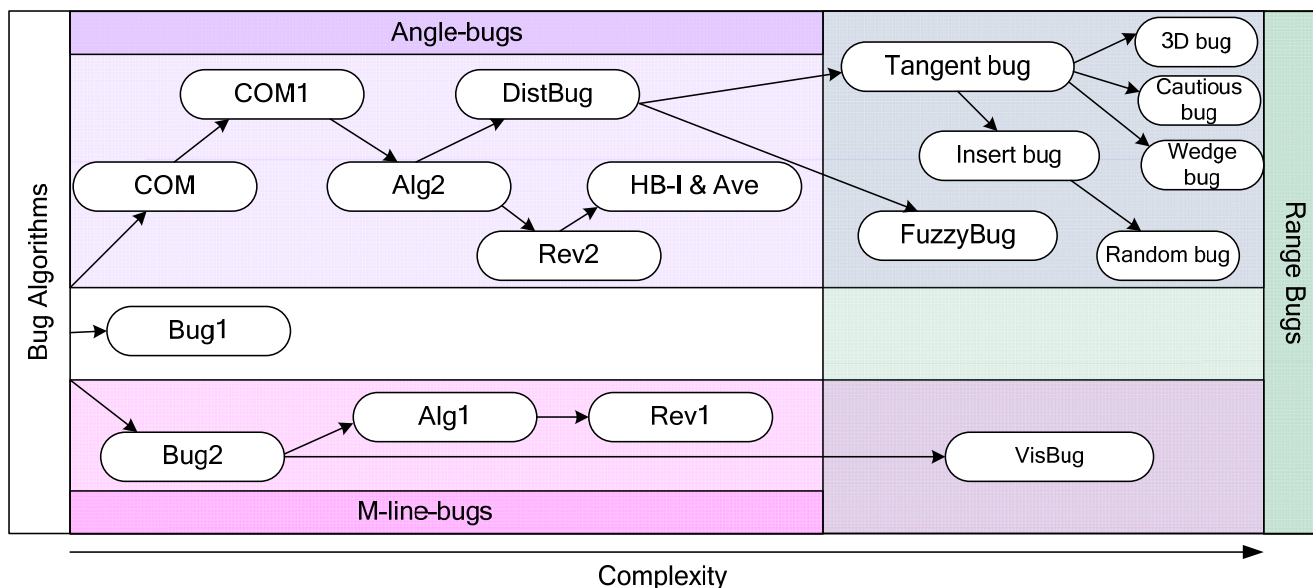 Angle-bugs
3D bug
Tangent bug
COM1
DistBug
Cautious
bug
Insert bug
Wedge
bug
COM
Alg2
HB-I & Ave
FuzzyBug
Rev2
Random bug
Bug Algorithms
Range Bugs
Bug1
Alg1
Rev1
Bug2
VisBug
M-line-bugs
Complexity